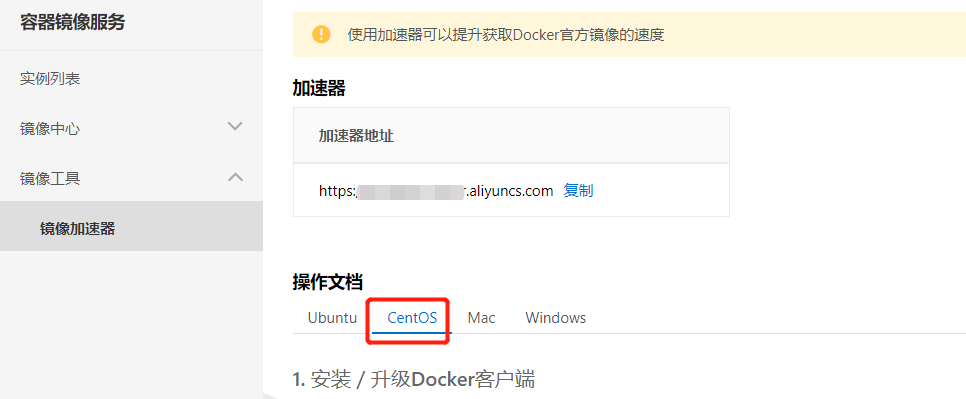 容器镜像服务
实例列表
镜像中心
镜像工具
镜像加速器
使用加速器可以提升获取Docker官方镜像的速度
加速器
加速器地址
https: .aliyuncs.com 复制
操作文档
Ubuntu CentOS Mac Windows
1. 安装 / 升级Docker客户端